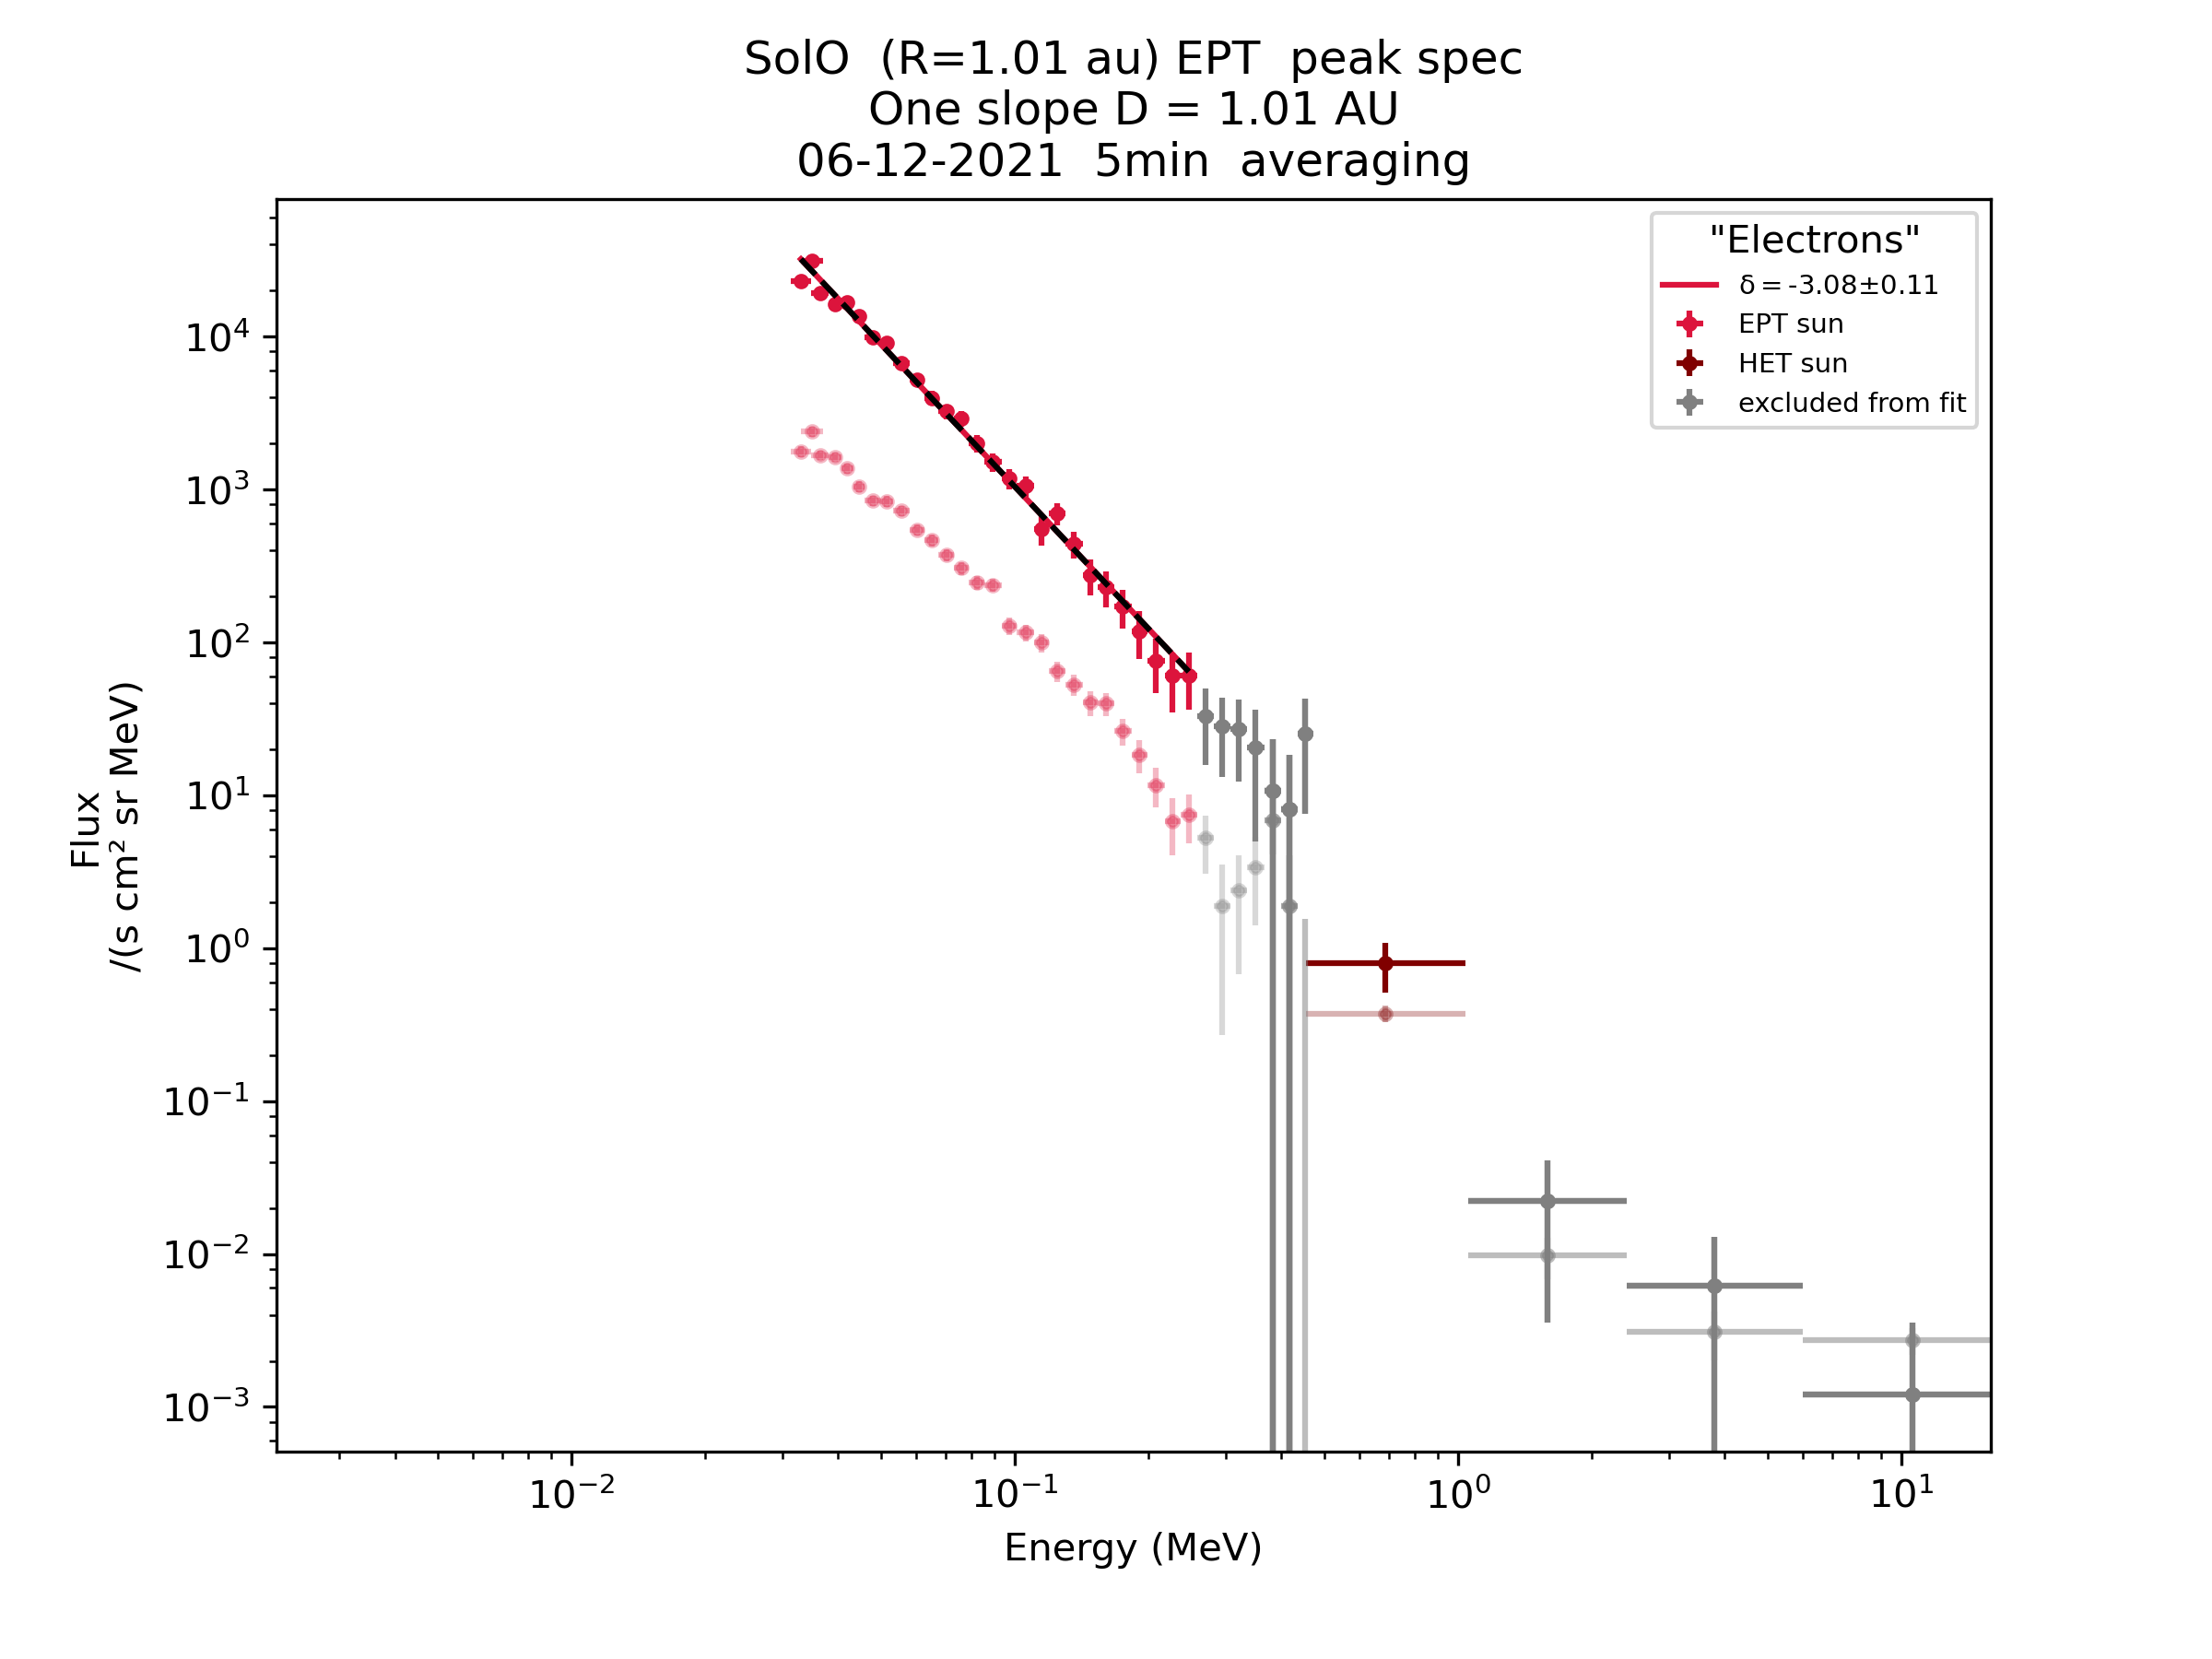 SolO  (R=1.01 au) EPT  peak spec
One slope D = 1.01 AU
06-12-2021  5min  averaging
"Electrons"
δ = -3.08±0.11
EPT sun
HET sun
excluded from fit
Flux
/(s cm² sr MeV)
10⁴
10³
10²
10¹
10⁰
10⁻¹
10⁻²
10⁻³
10⁻² 10⁻¹ 10⁰ 10¹
Energy (MeV)